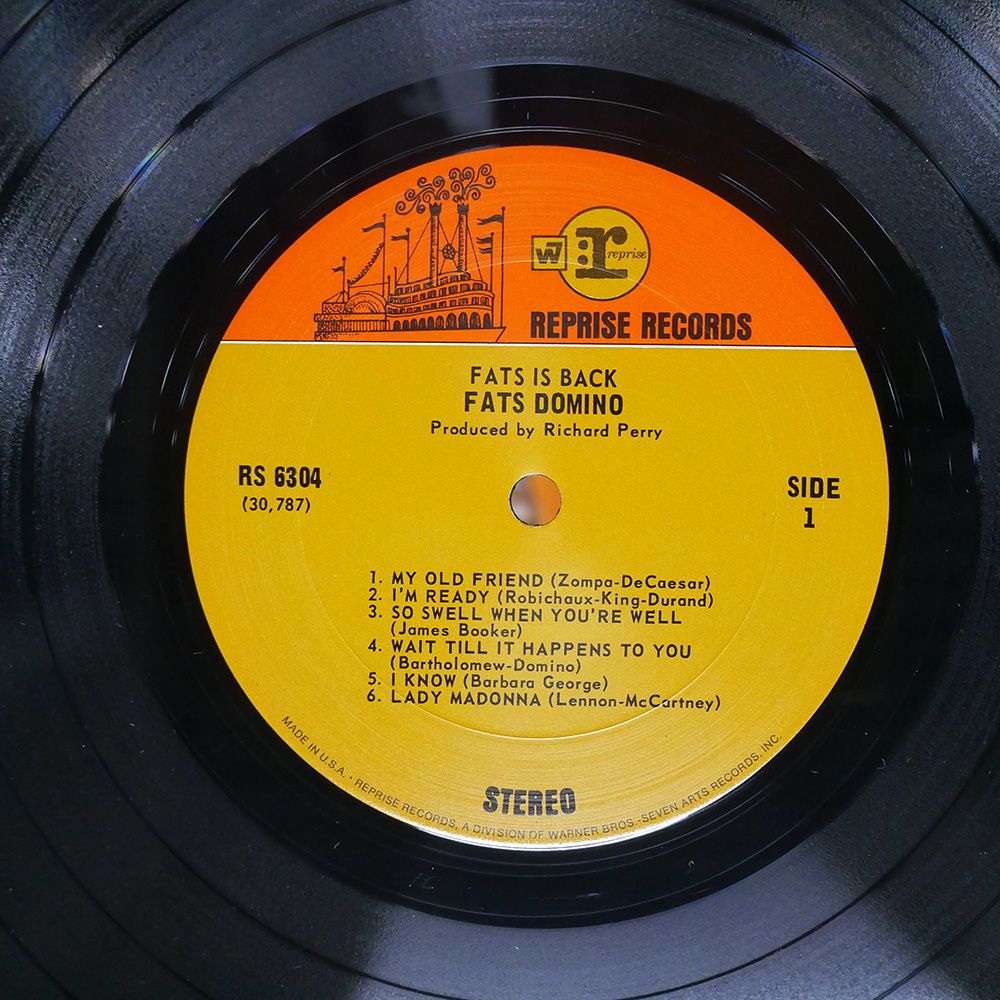 W7 r reprise
REPRISE RECORDS
FATS IS BACK
FATS DOMINO
Produced by Richard Perry
RS 6304
(30,787)
SIDE
1
1. MY OLD FRIEND (Zompa-DeCaesar)
2. I'M READY (Robichaux-King-Durand)
3. SO SWELL WHEN YOU'RE WELL
(James Booker)
4. WAIT TILL IT HAPPENS TO YOU
(Bartholomew-Domino)
5. I KNOW (Barbara George)
6. LADY MADONNA (Lennon-McCartney)
STEREO
MADE IN U.S.A. • REPRISE RECORDS, A DIVISION OF WARNER BROS.-SEVEN ARTS RECORDS, INC.